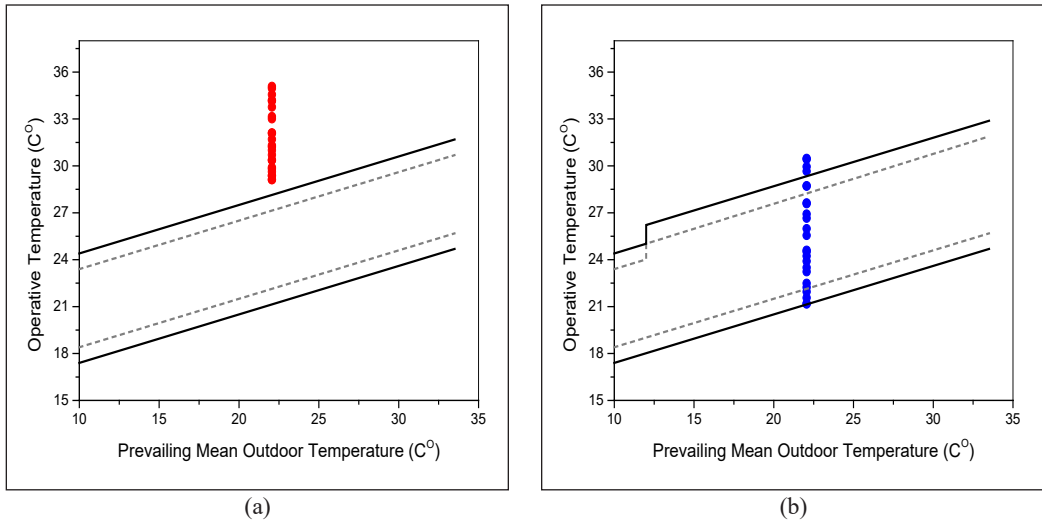 36
33
30
27
24
21
18
15
10 15 20 25 30 35
Operative Temperature (C^O)
Prevailing Mean Outdoor Temperature (C^O)
(a)
36
33
30
27
24
21
18
15
10 15 20 25 30 35
Operative Temperature (C^O)
Prevailing Mean Outdoor Temperature (C^O)
(b)